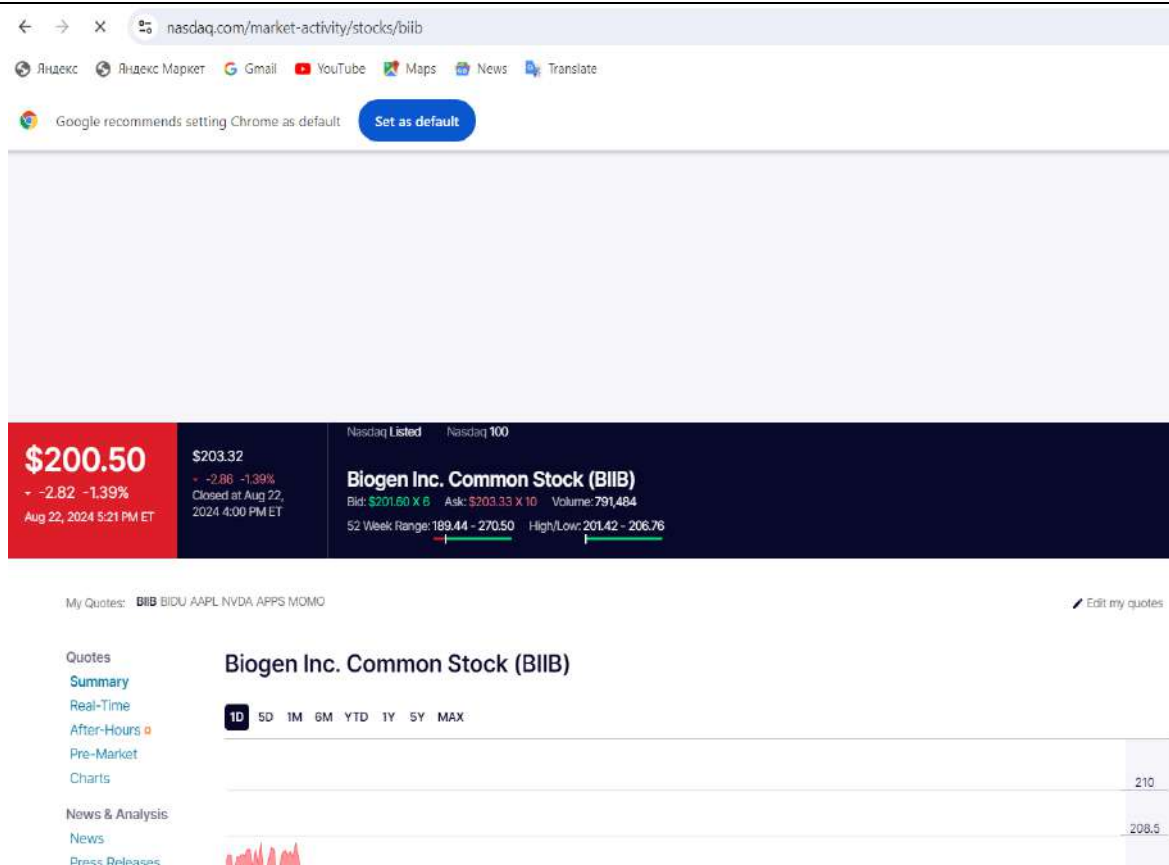 nasdaq.com/market-activity/stocks/biib
Яндекс Яндекс Маркет Gmail YouTube Maps News Translate
Google recommends setting Chrome as default Set as default
Nasdaq Listed Nasdaq 100
$200.50
-2.82 -1.39%
Aug 22, 2024 5:21 PM ET
$203.32
-2.86 -1.39%
Closed at Aug 22,
2024 4:00 PM ET
Biogen Inc. Common Stock (BIIB)
Bid: $201.60 X 6 Ask: $203.33 X 10 Volume: 791,484
52 Week Range: 189.44 - 270.50 High/Low: 201.42 - 206.76
My Quotes: BIIB BIDU AAPL NVDA APPS MOMO
Edit my quotes
Quotes
Summary
Real-Time
After-Hours
Pre-Market
Charts
News & Analysis
News
Press Releases
Biogen Inc. Common Stock (BIIB)
1D 5D 1M 6M YTD 1Y 5Y MAX
210
208.5